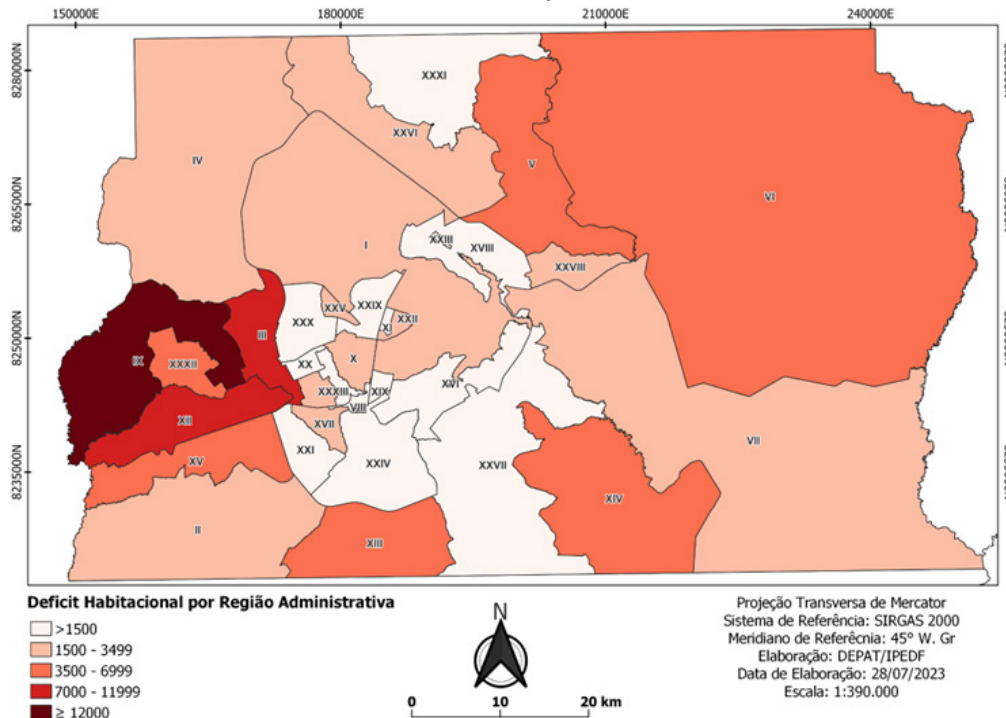 150000E 180000E 210000E 240000E
8280000N
XXXI
XXVI
IV
V
VI
8265000N
I
XXIII
XVIII
XXVIII
XXV
XXIX
XXII
XI
XXX
III
8250000N
X
IX
XXXII
XX
XVI
XXXIII
XIX
VIII
XII
XVII
VII
XXI
XV
XXIV
XXVII
8235000N
XIV
II
XIII
Deficit Habitacional por Região Administrativa
>1500
1500 - 3499
3500 - 6999
7000 - 11999
≥ 12000
N
0 10 20 km
Projeção Transversa de Mercator
Sistema de Referência: SIRGAS 2000
Meridiano de Referêcnia: 45° W. Gr
Elaboração: DEPAT/IPEDF
Data de Elaboração: 28/07/2023
Escala: 1:390.000